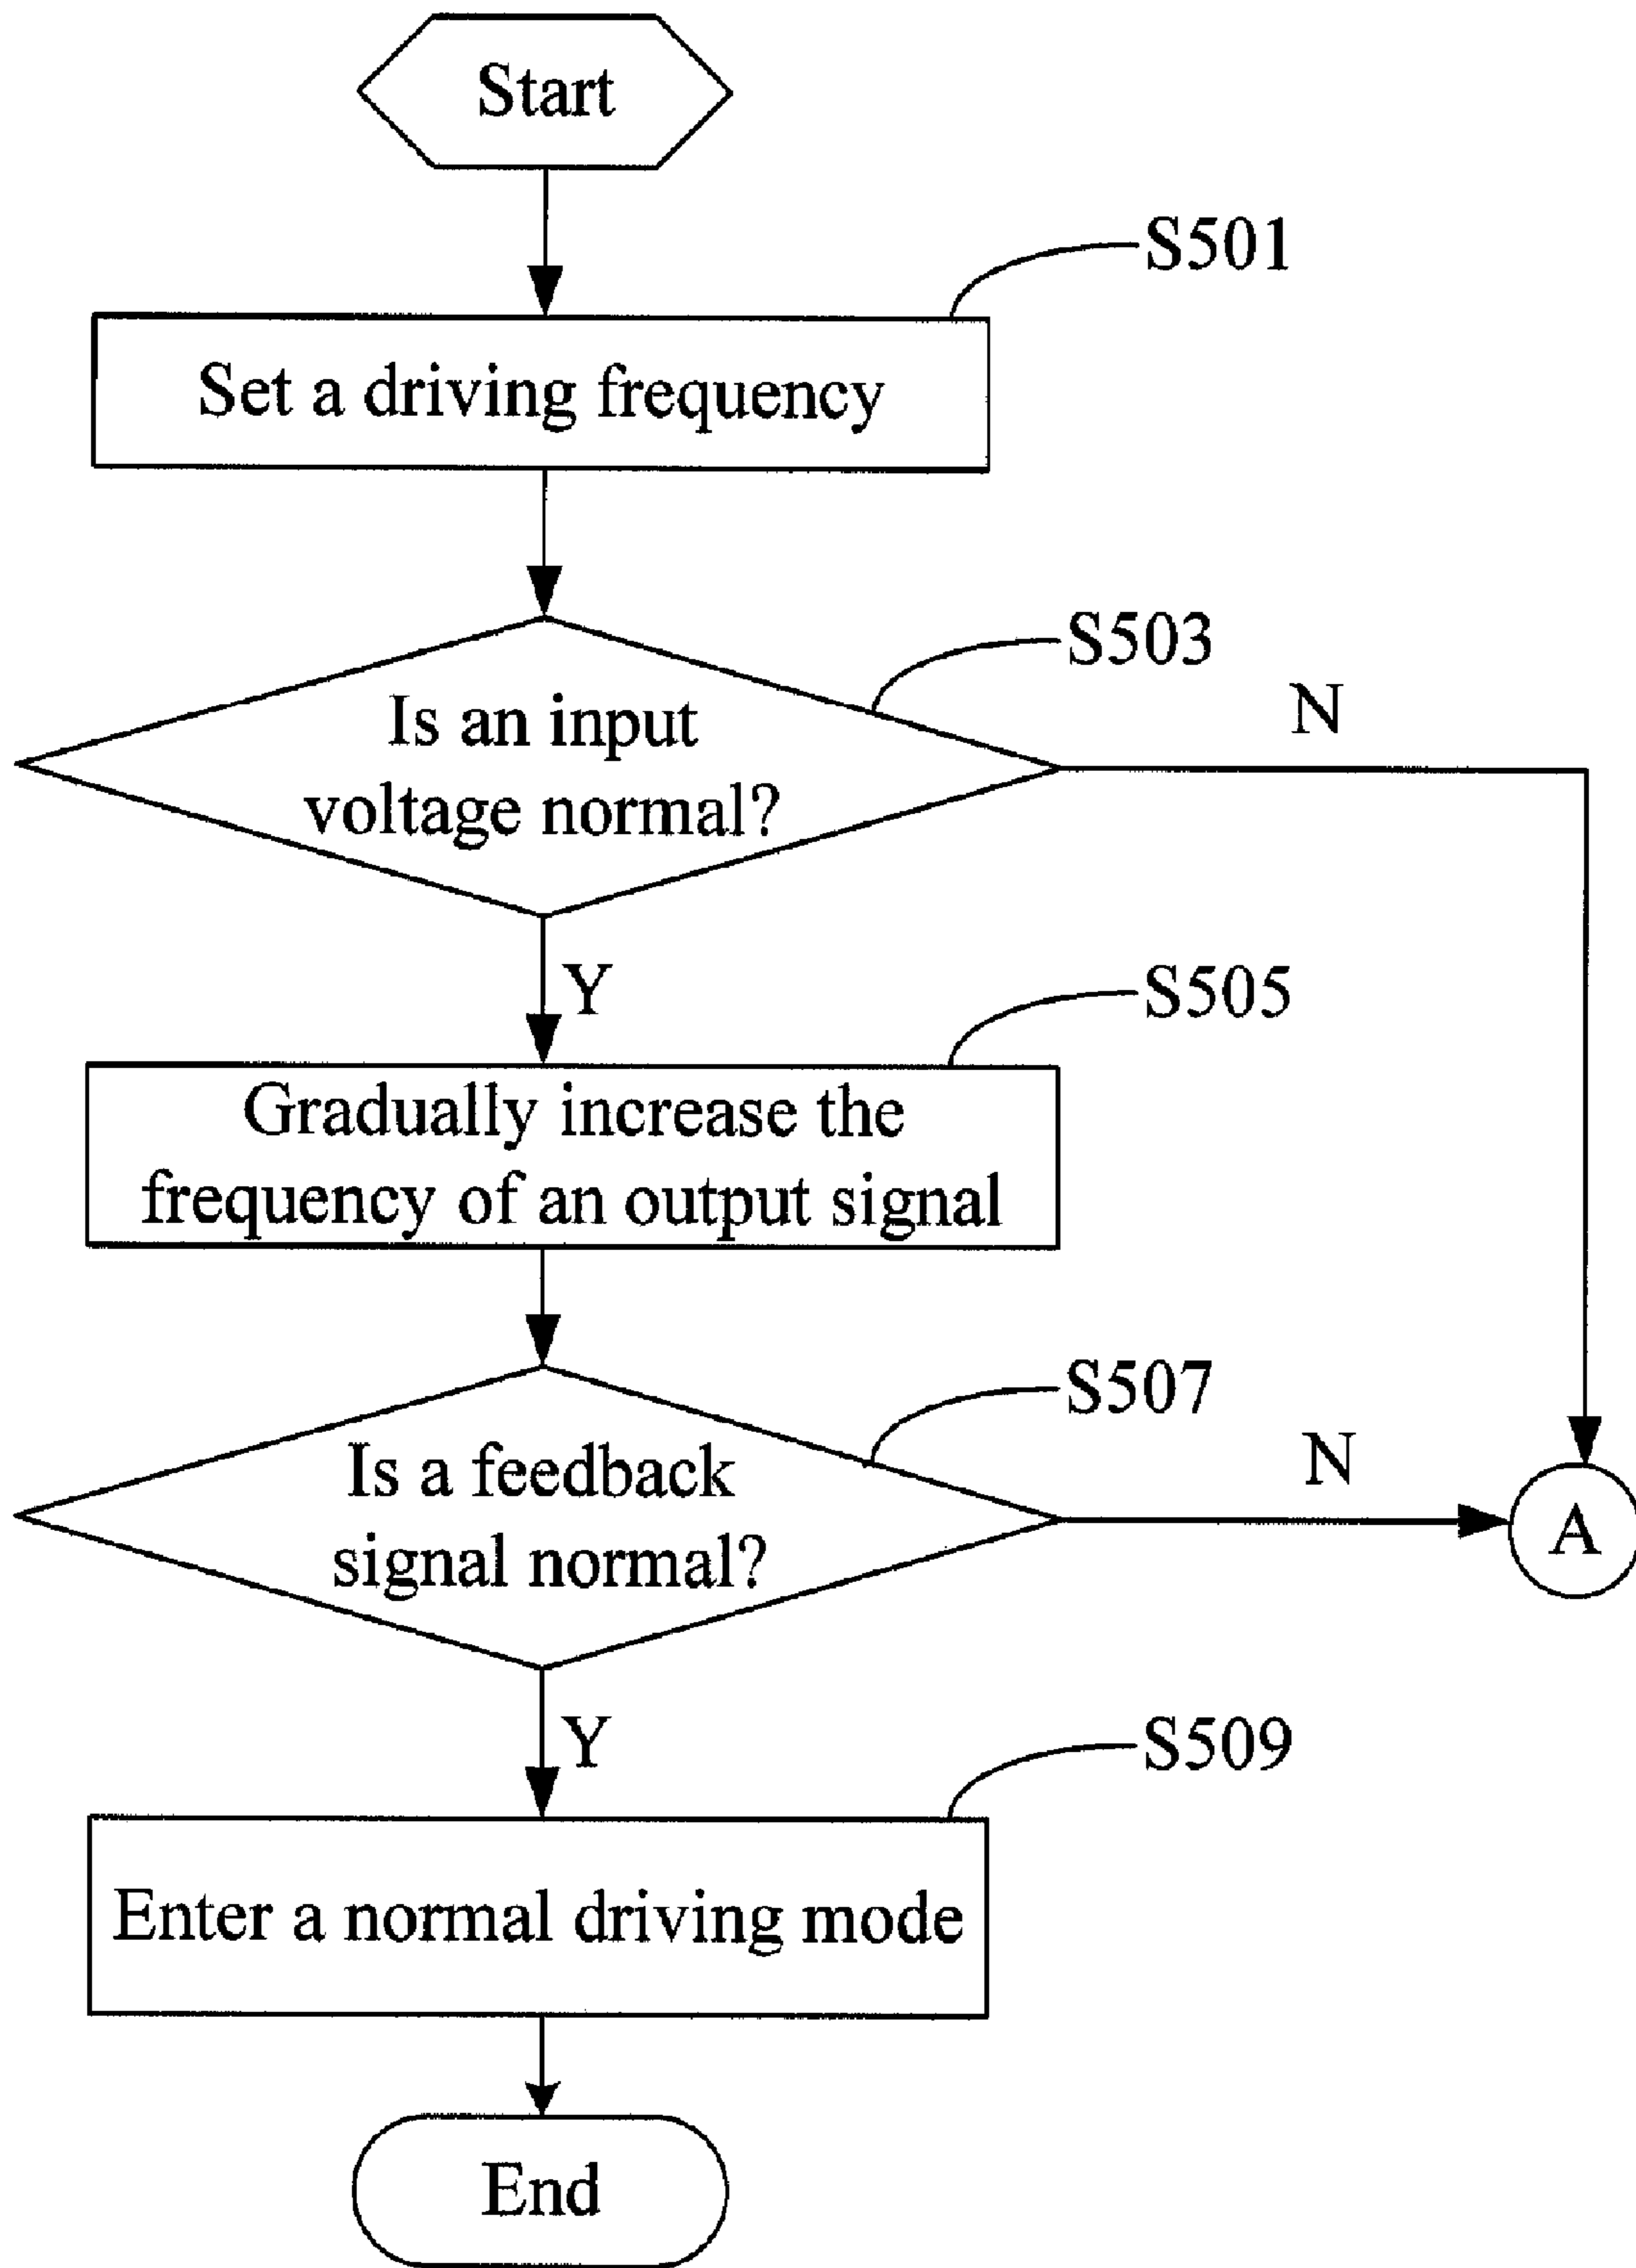 Start
S501
Set a driving frequency
S503
N
Is an input
voltage normal?
Y
S505
Gradually increase the
frequency of an output signal
S507
N
Is a feedback
signal normal?
A
Y
S509
Enter a normal driving mode
End